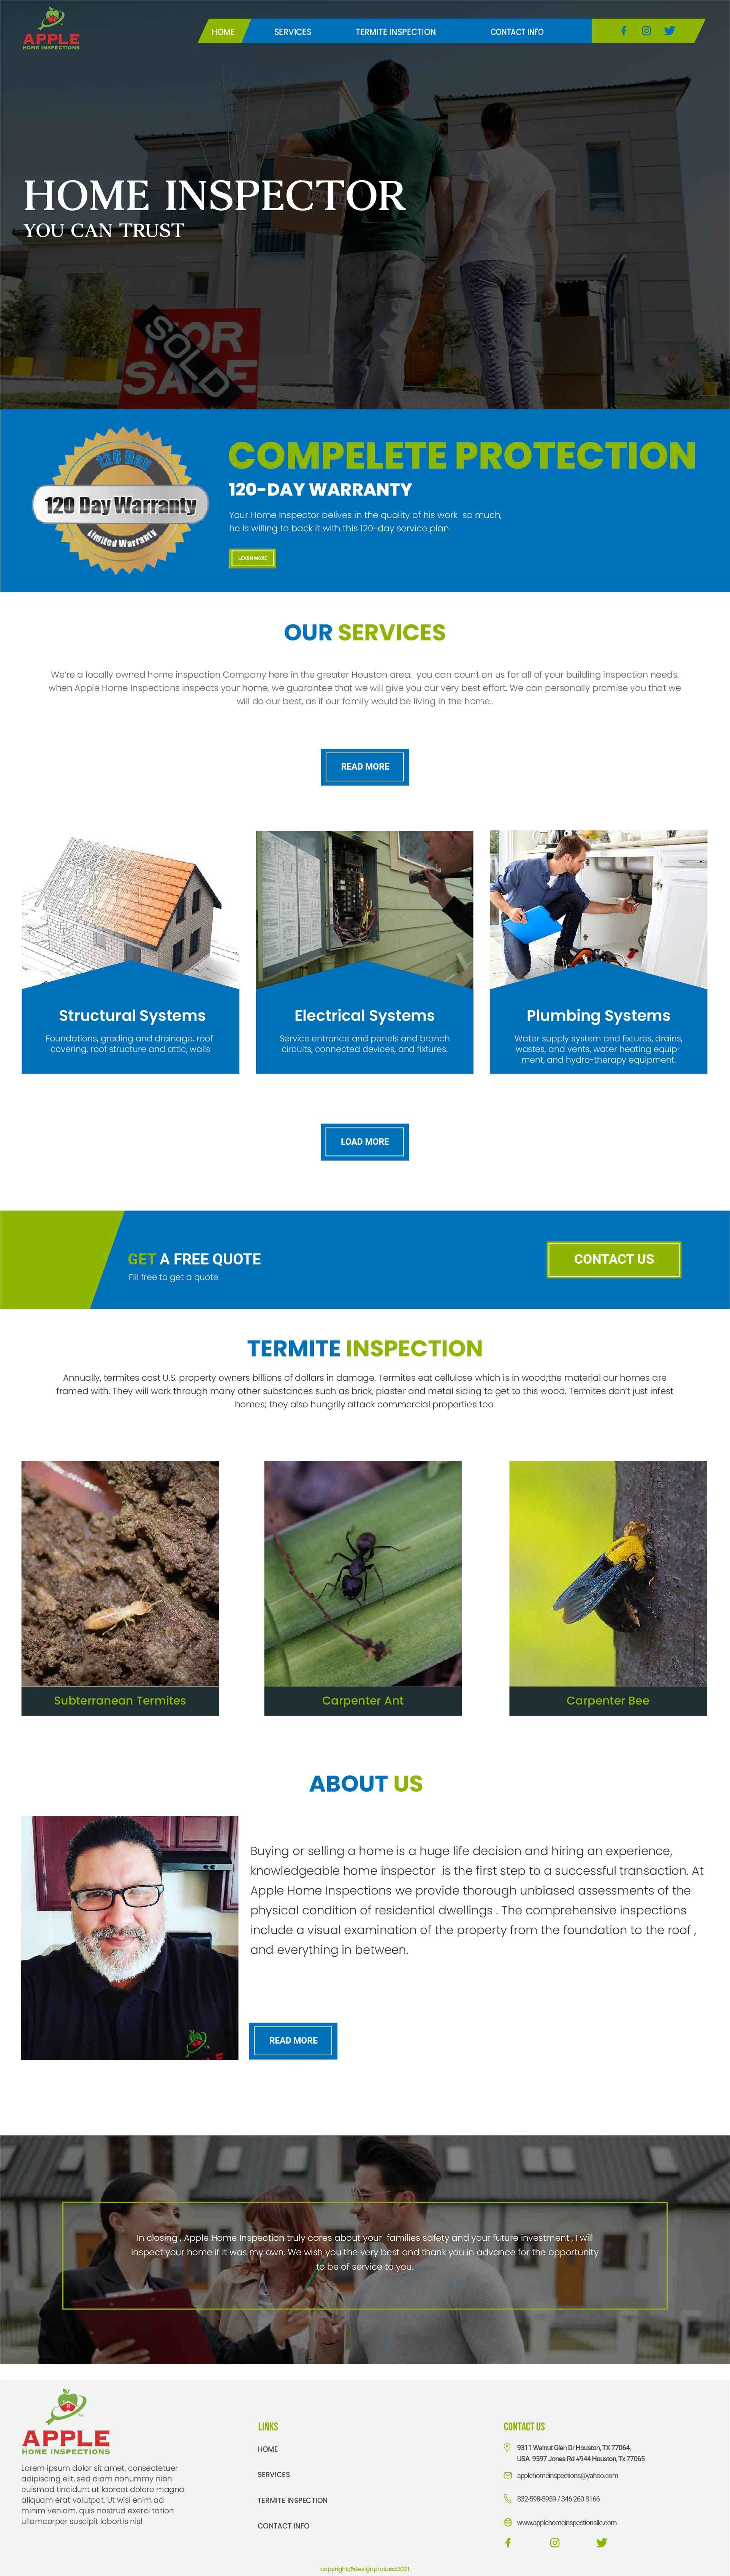 APPLE
HOME INSPECTIONS
HOME
SERVICES
TERMITE INSPECTION
CONTACT INFO
HOME INSPECTOR
YOU CAN TRUST
FOR
SALE
SOLD
120 Day
120 Day Warranty
Limited Warranty
COMPELETE PROTECTION
120-DAY WARRANTY
Your Home Inspector belives in the quality of his work so much,
he is willing to back it with this 120-day service plan.
LEARN MORE
OUR SERVICES
We're a locally owned home inspection Company here in the greater Houston area. you can count on us for all of your building inspection needs.
when Apple Home Inspections inspects your home, we guarantee that we will give you our very best effort. We can personally promise you that we
will do our best, as if our family would be living in the home..
READ MORE
Structural Systems
Foundations, grading and drainage, roof
covering, roof structure and attic, walls
Electrical Systems
Service entrance and panels and branch
circuits, connected devices, and fixtures.
Plumbing Systems
Water supply system and fixtures, drains,
wastes, and vents, water heating equip-
ment, and hydro-therapy equipment.
LOAD MORE
GET A FREE QUOTE
Fill free to get a quote
CONTACT US
TERMITE INSPECTION
Annually, termites cost U.S. property owners billions of dollars in damage. Termites eat cellulose which is in wood;the material our homes are
framed with. They will work through many other substances such as brick, plaster and metal siding to get to this wood. Termites don't just infest
homes; they also hungrily attack commercial properties too.
Subterranean Termites
Carpenter Ant
Carpenter Bee
ABOUT US
Buying or selling a home is a huge life decision and hiring an experience,
knowledgeable home inspector is the first step to a successful transaction. At
Apple Home Inspections we provide thorough unbiased assessments of the
physical condition of residential dwellings . The comprehensive inspections
include a visual examination of the property from the foundation to the roof ,
and everything in between.
READ MORE
In closing , Apple Home Inspection truly cares about your families safety and your future investment , I will
inspect your home if it was my own. We wish you the very best and thank you in advance for the opportunity
to be of service to you.
APPLE
HOME INSPECTIONS
Lorem ipsum dolor sit amet, consectetuer
adipiscing elit, sed diam nonummy nibh
euismod tincidunt ut laoreet dolore magna
aliquam erat volutpat. Ut wisi enim ad
minim veniam, quis nostrud exerci tation
ullamcorper suscipit lobortis nisl
LINKS
HOME
SERVICES
TERMITE INSPECTION
CONTACT INFO
CONTACT US
9311 Walnut Glen Dr Houston, TX 77064,
USA 9597 Jones Rd #944 Houston, Tx 77065
applehomeinspections@yahoo.com
832-598-5959 / 346 260 8166
www.applehomeinspectionsllc.com
copyright@designprosusa2021